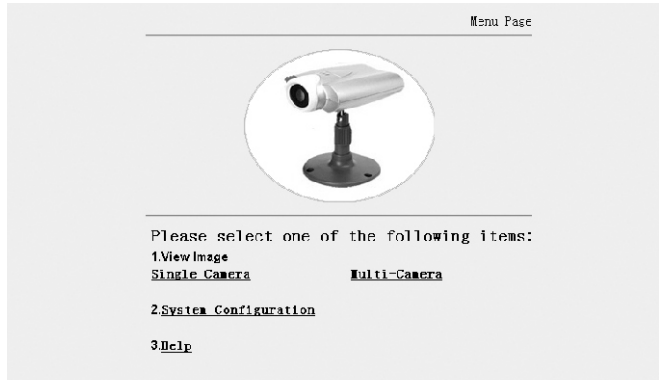 Menu Page
Please select one of the following items:
1.View Image
Single Camera Multi-Camera
2.System Configuration
3.Help